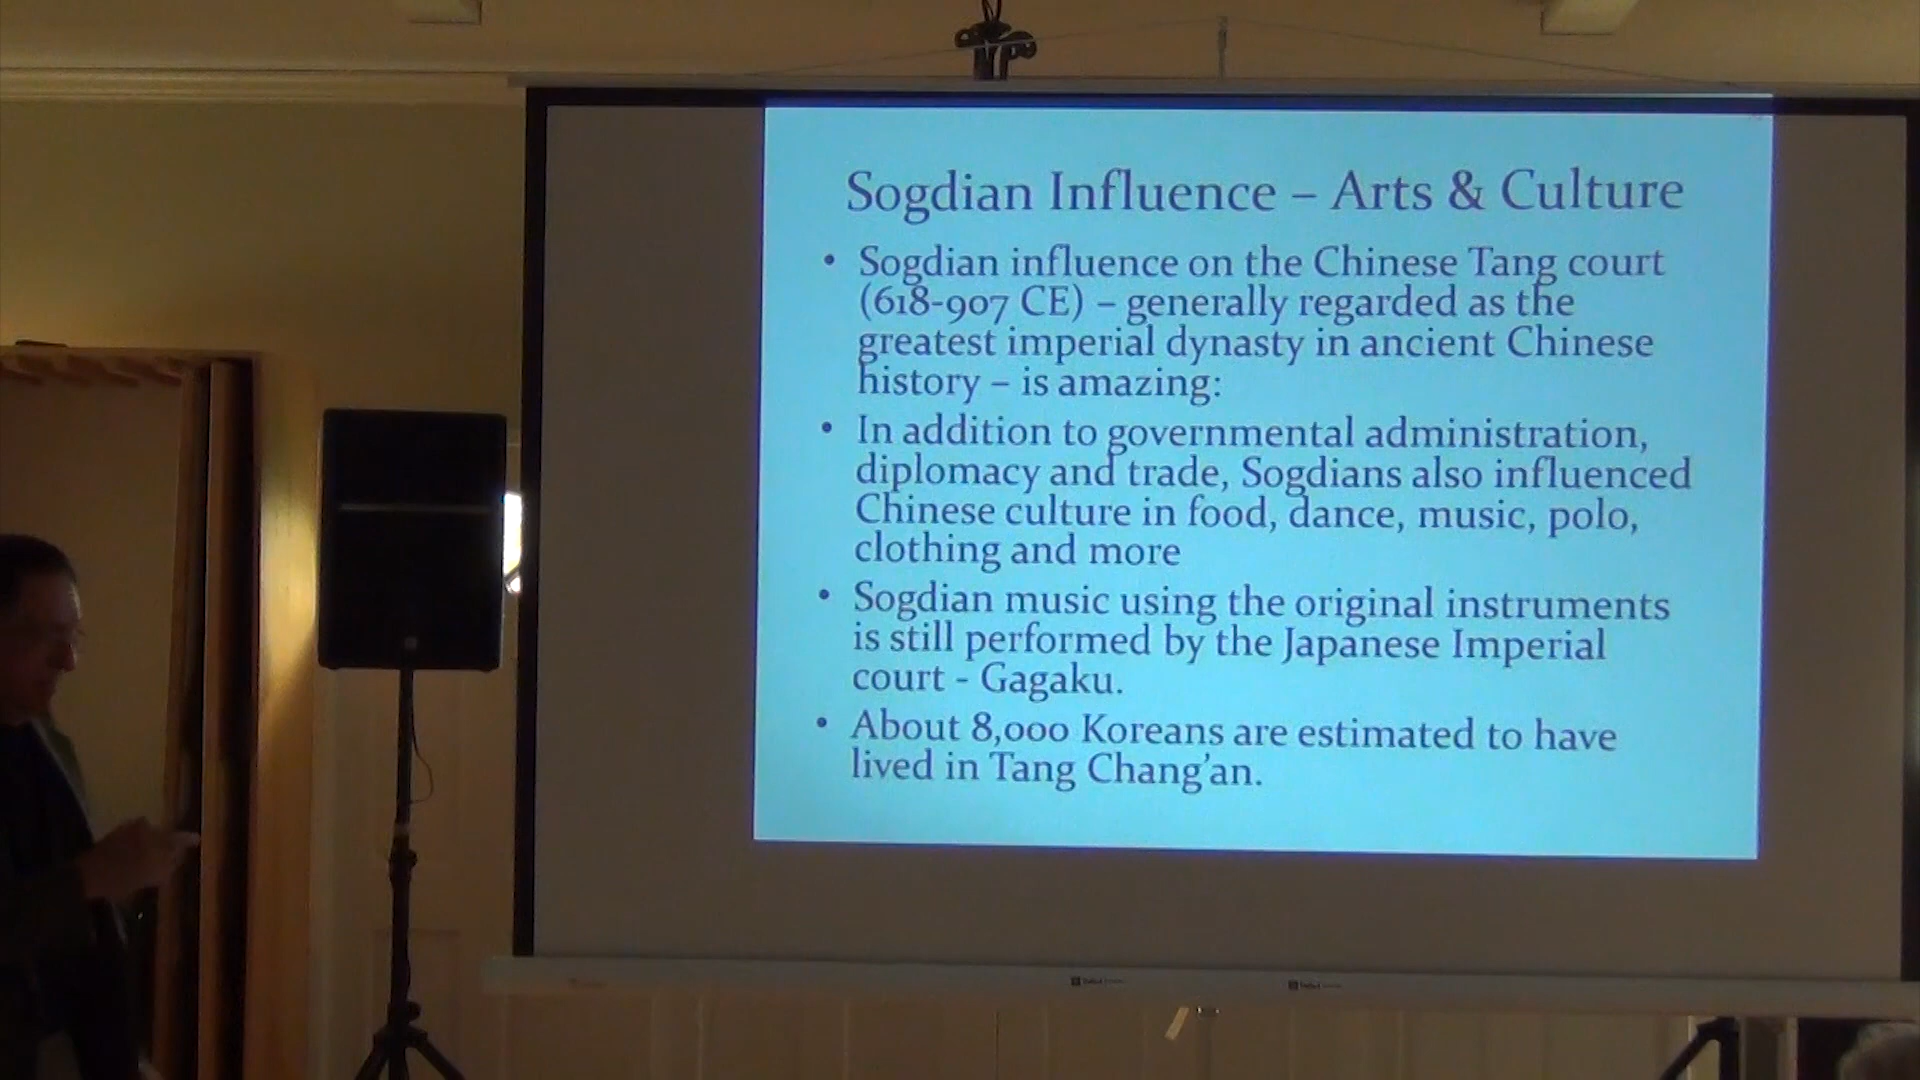 Sogdian Influence – Arts & Culture
• Sogdian influence on the Chinese Tang court
(618-907 CE) – generally regarded as the
greatest imperial dynasty in ancient Chinese
history – is amazing:
• In addition to governmental administration,
diplomacy and trade, Sogdians also influenced
Chinese culture in food, dance, music, polo,
clothing and more
• Sogdian music using the original instruments
is still performed by the Japanese Imperial
court - Gagaku.
• About 8,000 Koreans are estimated to have
lived in Tang Chang’an.